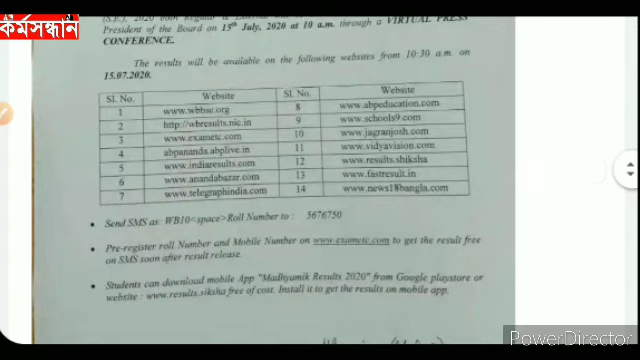 কর্মসন্ধান
(S.E.), 2020 both Regular
President of the Board on 15th July, 2020 at 10 a.m. through a VIRTUAL PRESS
CONFERENCE.
The results will be available on the following websites from 10:30 a.m. on
15.07.2020.
Sl. No. Website Sl. No. Website
1 www.wbbse.org 8 www.abpeducation.com
2 http://wbresults.nic.in 9 www.schools9.com
3 www.exametc.com 10 www.jagranjosh.com
4 abpananda.abplive.in 11 www.vidyavision.com
5 www.indiaresults.com 12 www.results.shiksha
6 www.anandabazar.com 13 www.fastresult.in
7 www.telegraphindia.com 14 www.news18bangla.com
• Send SMS as: WB10<space>Roll Number to : 5676750
• Pre-register roll Number and Mobile Number on www.exametc.com to get the result free
on SMS soon after result release.
• Students can download mobile App "Madhyamik Results 2020" from Google playstore or
website : www.results.siksha free of cost. Install it to get the results on mobile app.
PowerDirector